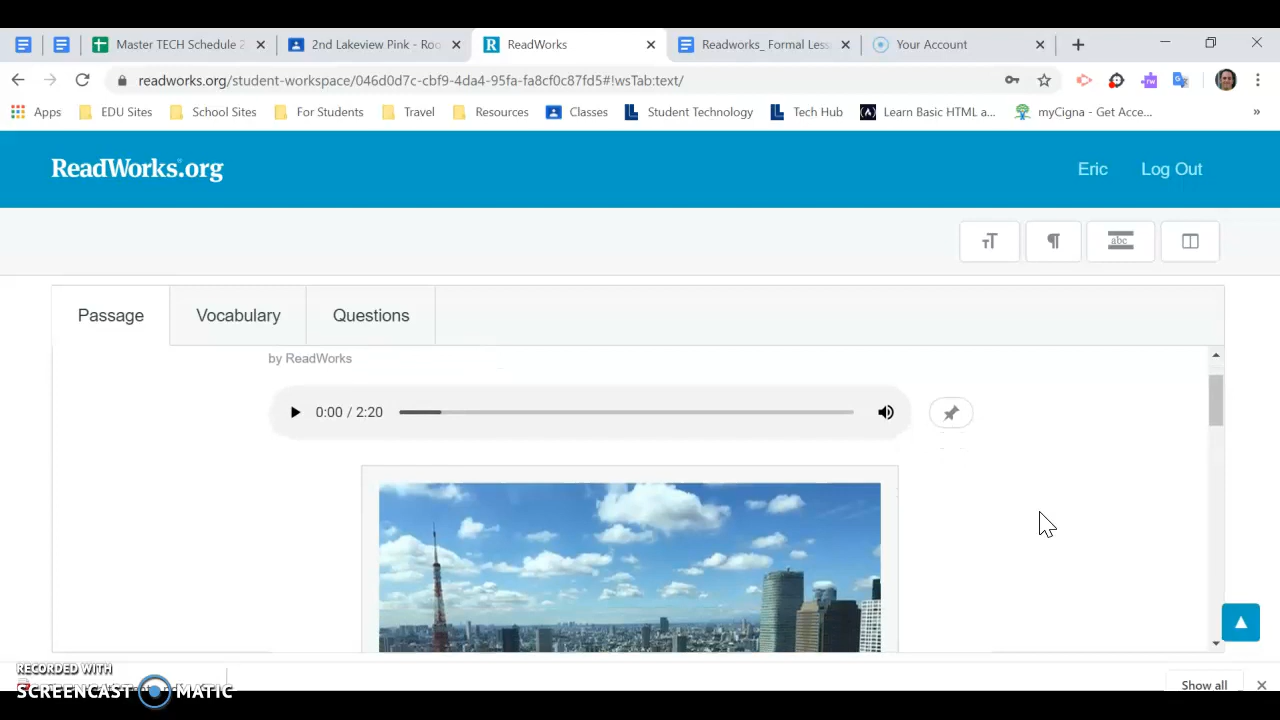 Master TECH Schedule 2
2nd Lakeview Pink - Roo
ReadWorks
Readworks_ Formal Less
Your Account
readworks.org/student-workspace/046d0d7c-cbf9-4da4-95fa-fa8cf0c87fd5#!wsTab:text/
Apps EDU Sites School Sites For Students Travel Resources Classes Student Technology Tech Hub Learn Basic HTML a... myCigna - Get Acce... »
ReadWorks.org
Eric Log Out
TT ¶ abc
Passage Vocabulary Questions
by ReadWorks
0:00 / 2:20
RECORDED WITH
SCREENCAST MATIC
Show all